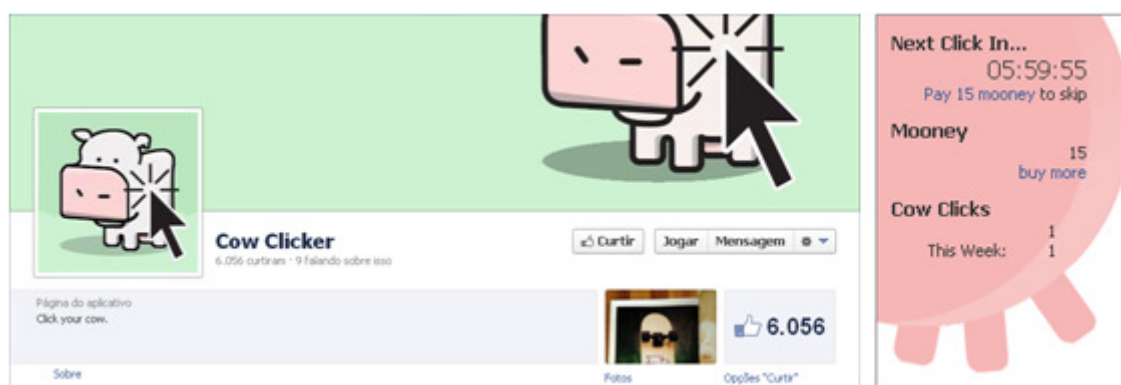 Cow Clicker
6.056 curtiram · 9 falando sobre isso
Curtir
Jogar
Mensagem
Página do aplicativo
Click your cow.
6.056
Sobre
Fotos
Opções "Curtir"
Next Click In...
05:59:55
Pay 15 mooney to skip
Mooney
15
buy more
Cow Clicks
1
This Week: 1